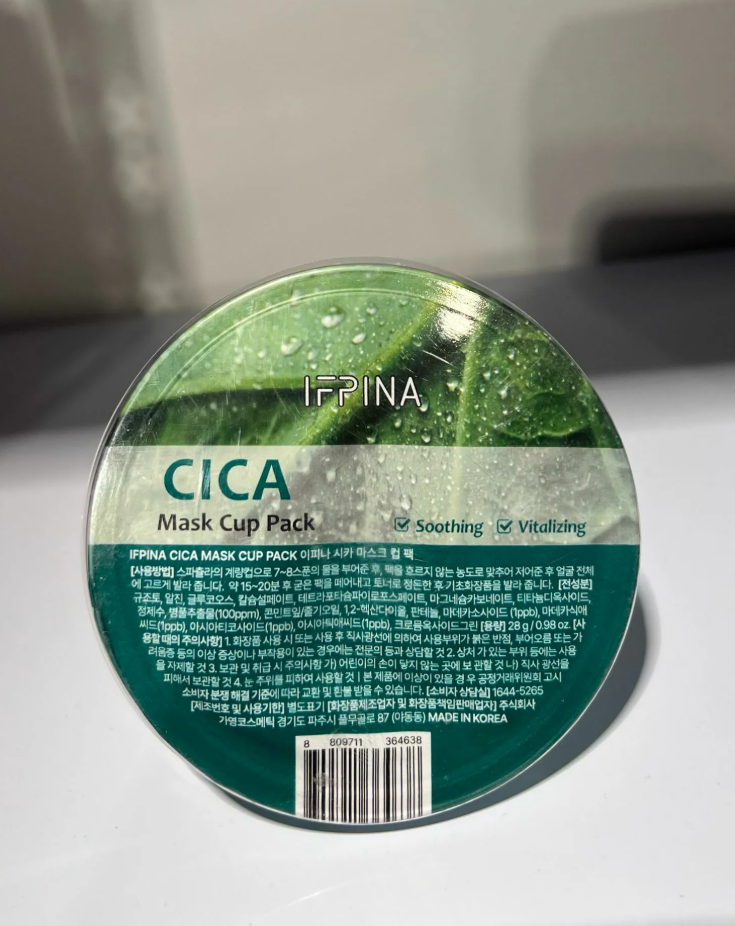 IFPINA
CICA
Mask Cup Pack
Soothing Vitalizing
IFPINA CICA MASK CUP PACK 이피나 시카 마스크 컵 팩
[사용방법] 스파츌라의 계량컵으로 7~8스푼의 물을 부어준 후, 팩을 흐르지 않는 농도로 맞추어 저어준 후 얼굴 전체
에 고르게 발라 줍니다. 약 15~20분 후 굳은 팩을 떼어내고 토너로 정돈한 후, 기초화장품을 발라 줍니다. [전성분]
규조토, 알진, 글루코오스, 칼슘설페이트, 테트라포타슘파이로포스페이트, 마그네슘카보네이트, 티타늄디옥사이드,
정제수, 병풀추출물(100ppm), 콘민트잎/줄기오일, 1,2-헥산다이올, 판테놀, 마데카소사이드 (1ppb), 마데카식애
씨드(1ppb), 아시아티코사이드(1ppb), 아시아틱애씨드(1ppb), 크로뮴옥사이드그린 [용량] 28 g / 0.98 oz. [사
용할 때의 주의사항] 1. 화장품 사용 시 또는 사용 후 직사광선에 의하여 사용부위가 붉은 반점, 부어오름 또는 가
려움증 등의 이상 증상이나 부작용이 있는 경우에는 전문의 등과 상담할 것 2. 상처 가 있는 부위 등에는 사용
을 자제할 것 3. 보관 및 취급 시 주의사항 가) 어린이의 손이 닿지 않는 곳에 보 관할 것 나) 직사 광선을
피해서 보관할 것 4. 눈 주위를 피하여 사용할 것 | 본 제품에 이상이 있을 경 우 공정거래위원회 고시
소비자 분쟁 해결 기준에 따라 교환 및 환불 받을 수 있습니다. [소비자 상담실] 1644-5265
[제조번호 및 사용기한] 별도표기 [화장품제조업자 및 화장품책임판매업자] 주식회사
가영코스메틱 경기도 파주시 풀무골로 87 (야동동) MADE IN KOREA
8 809711 364638